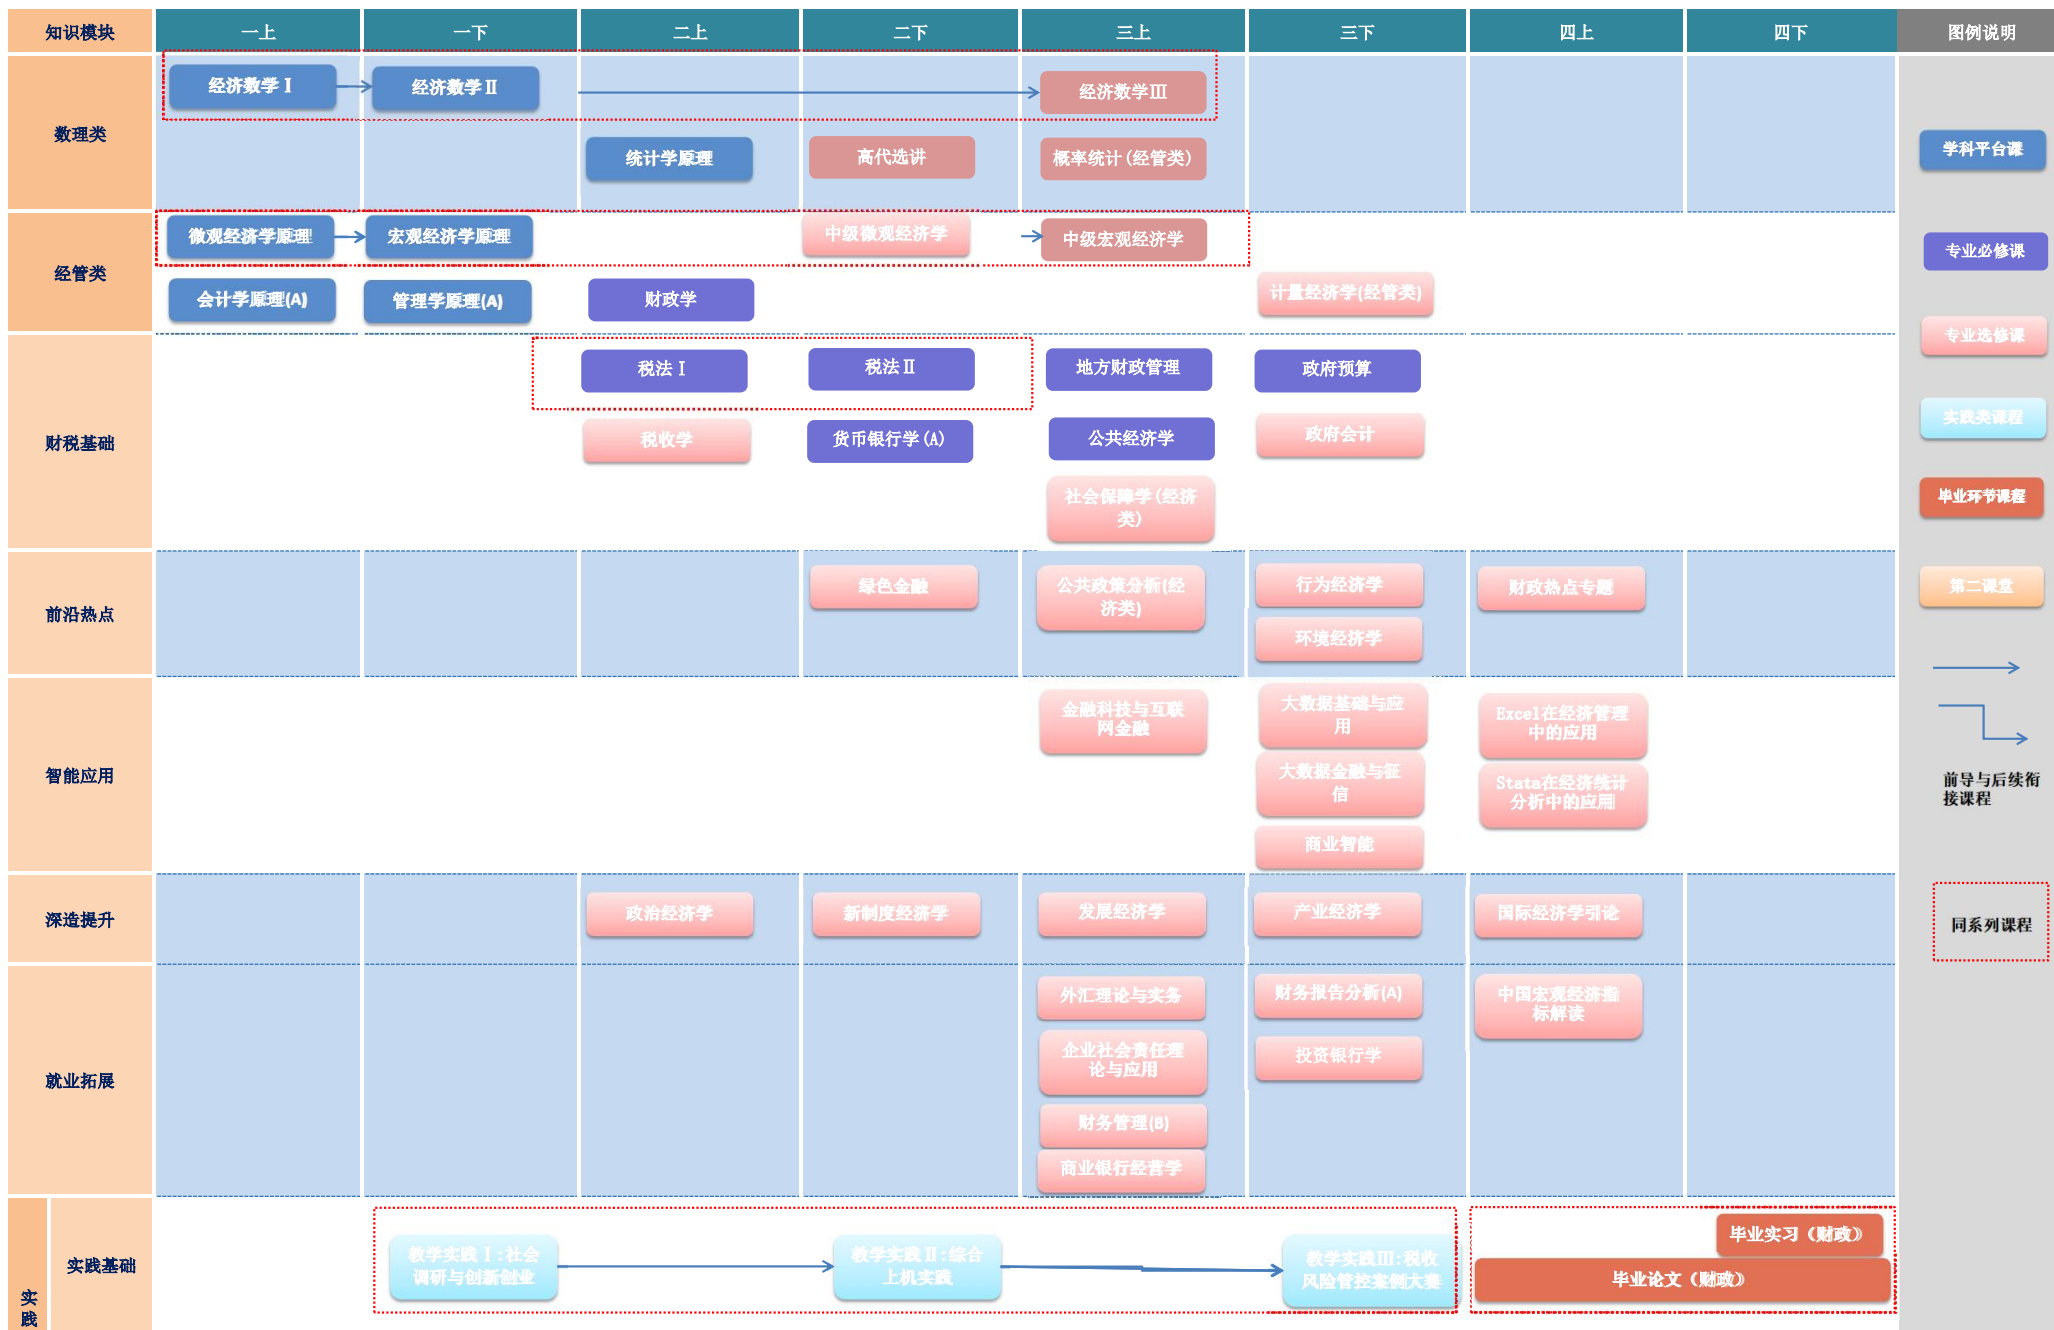 知识模块
一上
一下
二上
二下
三上
三下
四上
四下
图例说明
数理类
经济数学Ⅰ
经济数学Ⅱ
经济数学Ⅲ
统计学原理
高代选讲
概率统计(经管类)
经管类
微观经济学原理
宏观经济学原理
中级微观经济学
中级宏观经济学
会计学原理(A)
管理学原理(A)
财政学
计量经济学(经管类)
财税基础
税法Ⅰ
税法Ⅱ
地方财政管理
政府预算
税收学
货币银行学(A)
公共经济学
政府会计
社会保障学(经济
类)
前沿热点
绿色金融
公共政策分析(经
济类)
行为经济学
环境经济学
财政热点专题
智能应用
金融科技与互联
网金融
大数据基础与应
用
大数据金融与征
信
商业智能
Excel在经济管理
中的应用
Stata在经济统计
分析中的应用
深造提升
政治经济学
新制度经济学
发展经济学
产业经济学
国际经济学引论
就业拓展
外汇理论与实务
企业社会责任理
论与应用
财务管理(B)
商业银行经营学
财务报告分析(A)
投资银行学
中国宏观经济指
标解读
实
践
实践基础
教学实践Ⅰ:社会
调研与创新创业
教学实践Ⅱ:综合
上机实践
教学实践Ⅲ:税收
风险管控案例大赛
毕业实习（财政）
毕业论文（财政）
学科平台课
专业必修课
专业选修课
实践类课程
毕业环节课程
第二课堂
前导与后续衔
接课程
同系列课程